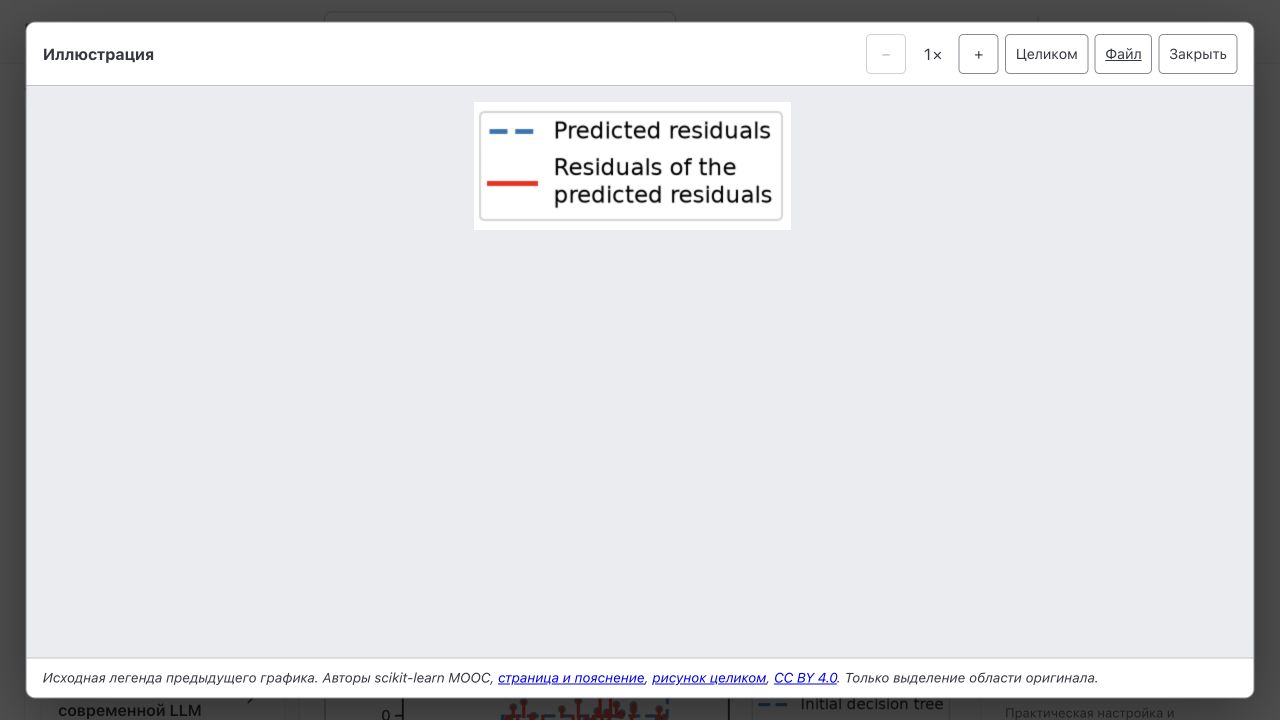 Иллюстрация
− 1× + Целиком Файл Закрыть
Predicted residuals
Residuals of the
predicted residuals
Исходная легенда предыдущего графика. Авторы scikit-learn MOOC, страница и пояснение, рисунок целиком, CC BY 4.0. Только выделение области оригинала.
современной LLM
0
Initial decision tree
Практическая настройка и